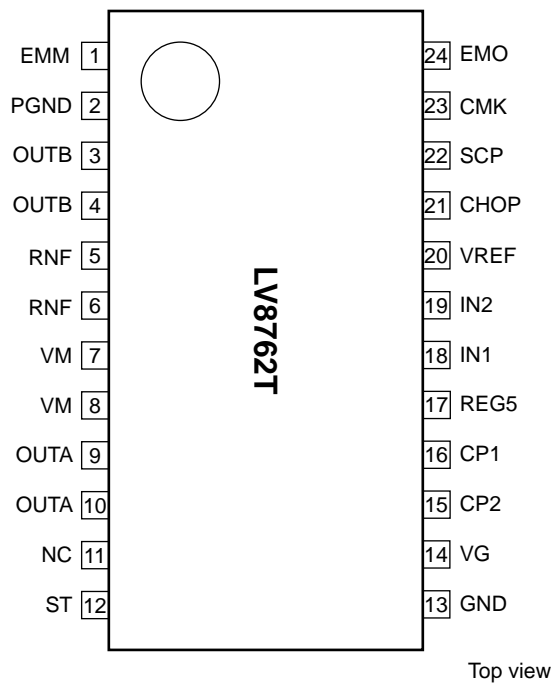 EMM 1
PGND 2
OUTB 3
OUTB 4
RNF 5
RNF 6
VM 7
VM 8
OUTA 9
OUTA 10
NC 11
ST 12
LV8762T
24 EMO
23 CMK
22 SCP
21 CHOP
20 VREF
19 IN2
18 IN1
17 REG5
16 CP1
15 CP2
14 VG
13 GND
Top view